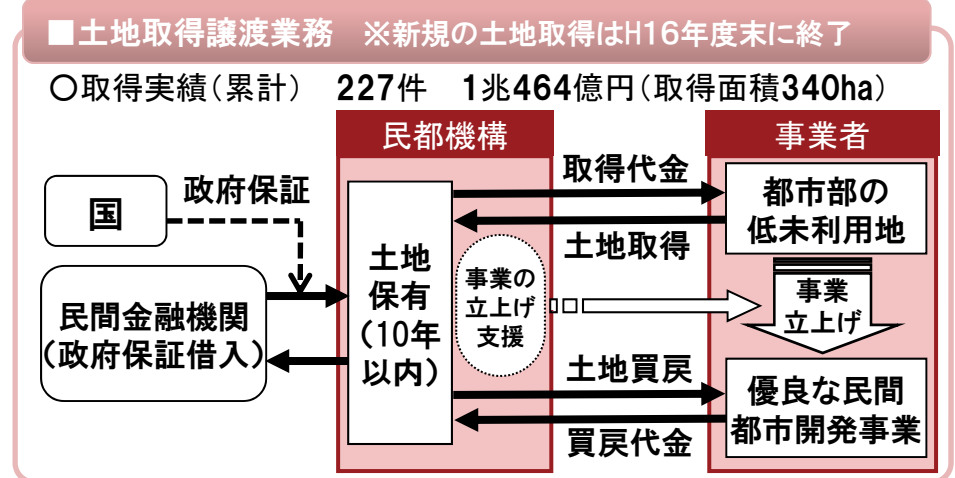 ■土地取得譲渡業務 ※新規の土地取得はH16年度末に終了
〇取得実績(累計) 227件 1兆464億円(取得面積340ha)
民都機構
事業者
国
政府保証
民間金融機関
(政府保証借入)
土地
保有
(10年
以内)
事業の
立上げ
支援
取得代金
土地取得
都市部の
低未利用地
事業
立上げ
土地買戻
買戻代金
優良な民間
都市開発事業